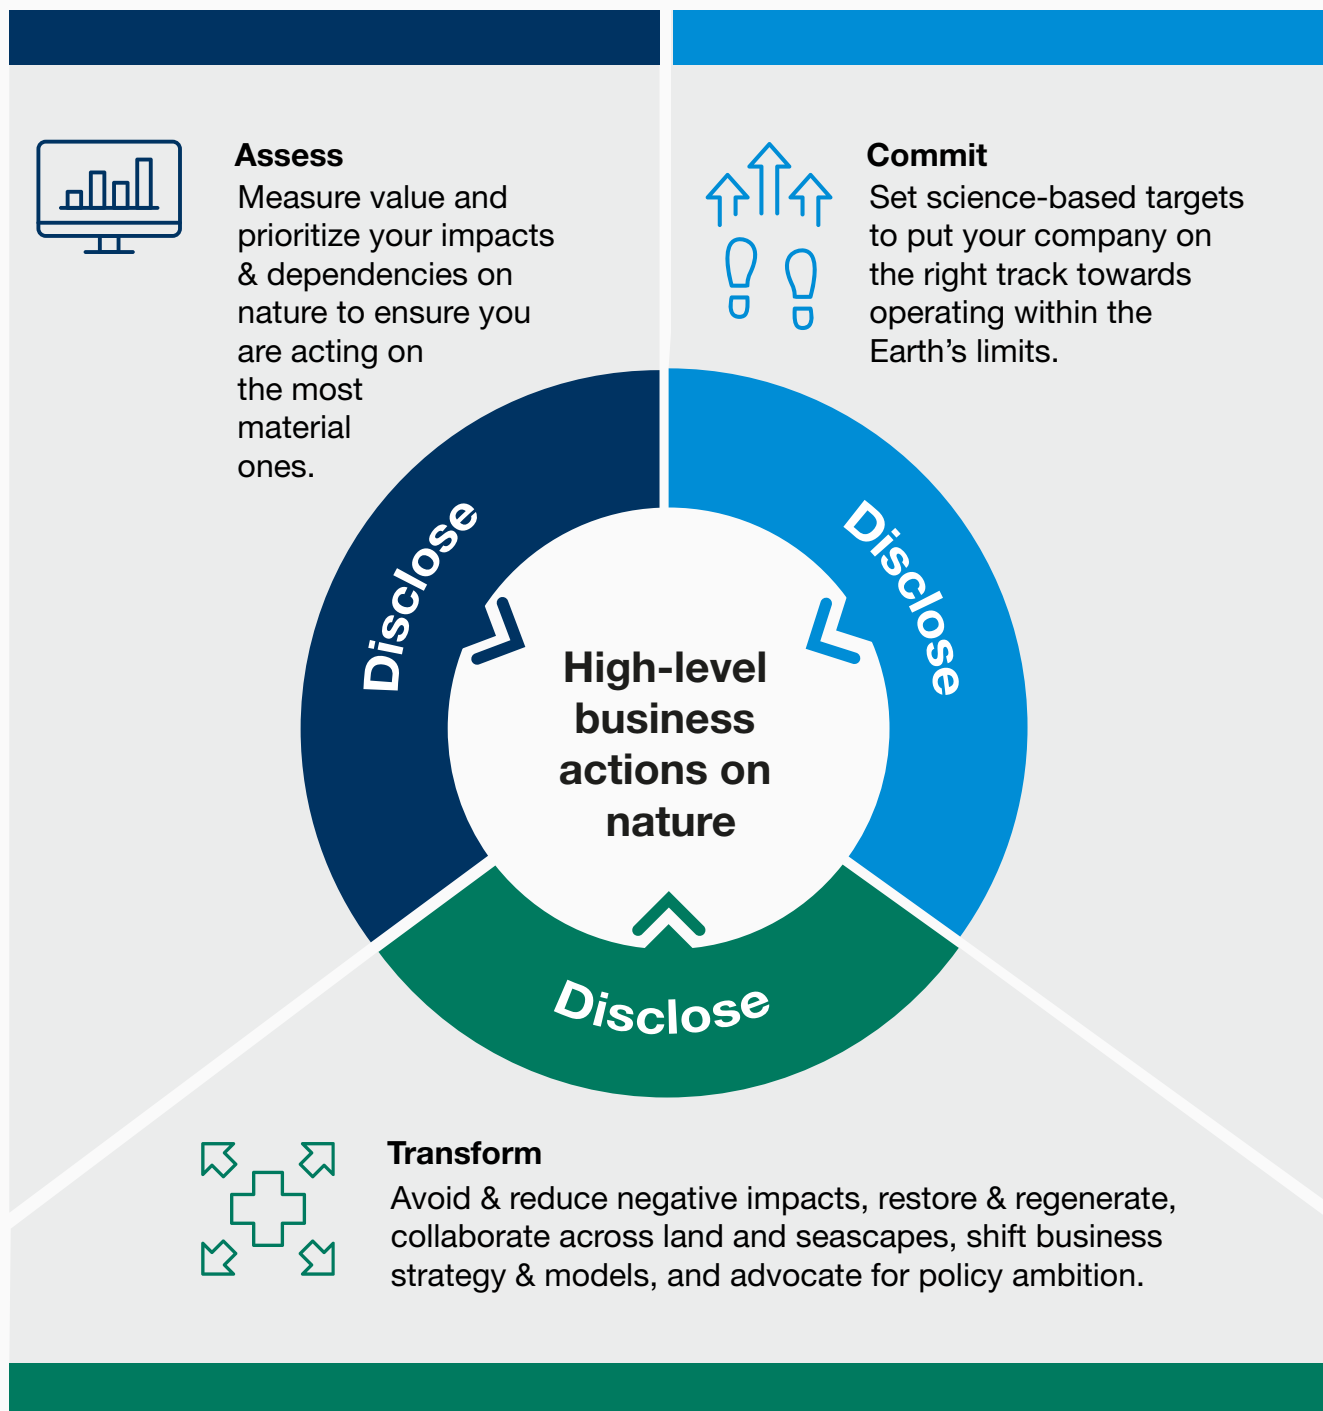 Assess
Measure value and
prioritize your impacts
& dependencies on
nature to ensure you
are acting on
the most
material
ones.
Commit
Set science-based targets
to put your company on
the right track towards
operating within the
Earth’s limits.
Disclose
Disclose
High-level
business
actions on
nature
Disclose
Transform
Avoid & reduce negative impacts, restore & regenerate,
collaborate across land and seascapes, shift business
strategy & models, and advocate for policy ambition.